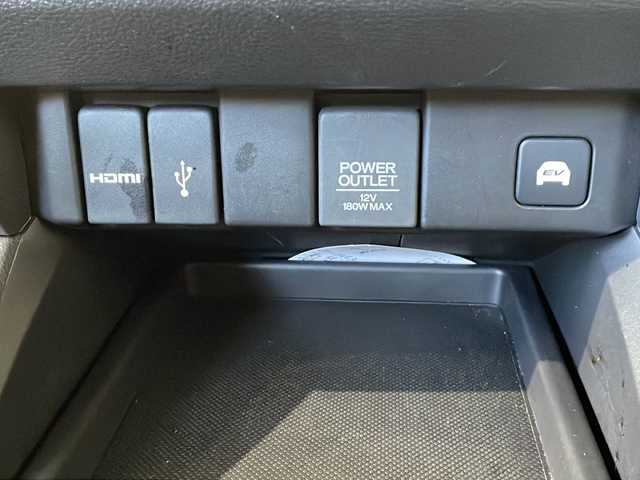 HDMI
POWER
OUTLET
12V
180W MAX
EV